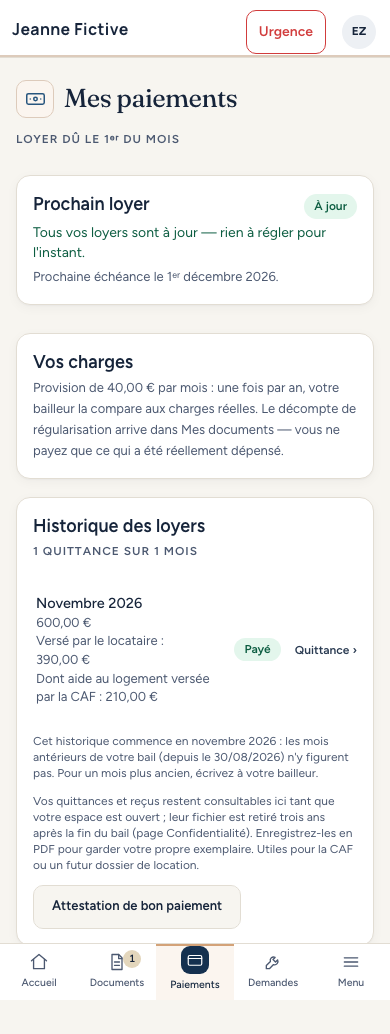 Jeanne Fictive
Urgence
EZ
Mes paiements
LOYER DÛ LE 1er DU MOIS
Prochain loyer
À jour
Tous vos loyers sont à jour — rien à régler pour
l'instant.
Prochaine échéance le 1er décembre 2026.
Vos charges
Provision de 40,00 € par mois : une fois par an, votre
bailleur la compare aux charges réelles. Le décompte de
régularisation arrive dans Mes documents — vous ne
payez que ce qui a été réellement dépensé.
Historique des loyers
1 QUITTANCE SUR 1 MOIS
Novembre 2026
600,00 €
Versé par le locataire :
390,00 €
Dont aide au logement versée
par la CAF : 210,00 €
Payé
Quittance ›
Cet historique commence en novembre 2026 : les mois
antérieurs de votre bail (depuis le 30/08/2026) n'y figurent
pas. Pour un mois plus ancien, écrivez à votre bailleur.
Vos quittances et reçus restent consultables ici tant que
votre espace est ouvert ; leur fichier est retiré trois ans
après la fin du bail (page Confidentialité). Enregistrez-les en
PDF pour garder votre propre exemplaire. Utiles pour la CAF
ou un futur dossier de location.
Attestation de bon paiement
1
Accueil
Documents
Paiements
Demandes
Menu